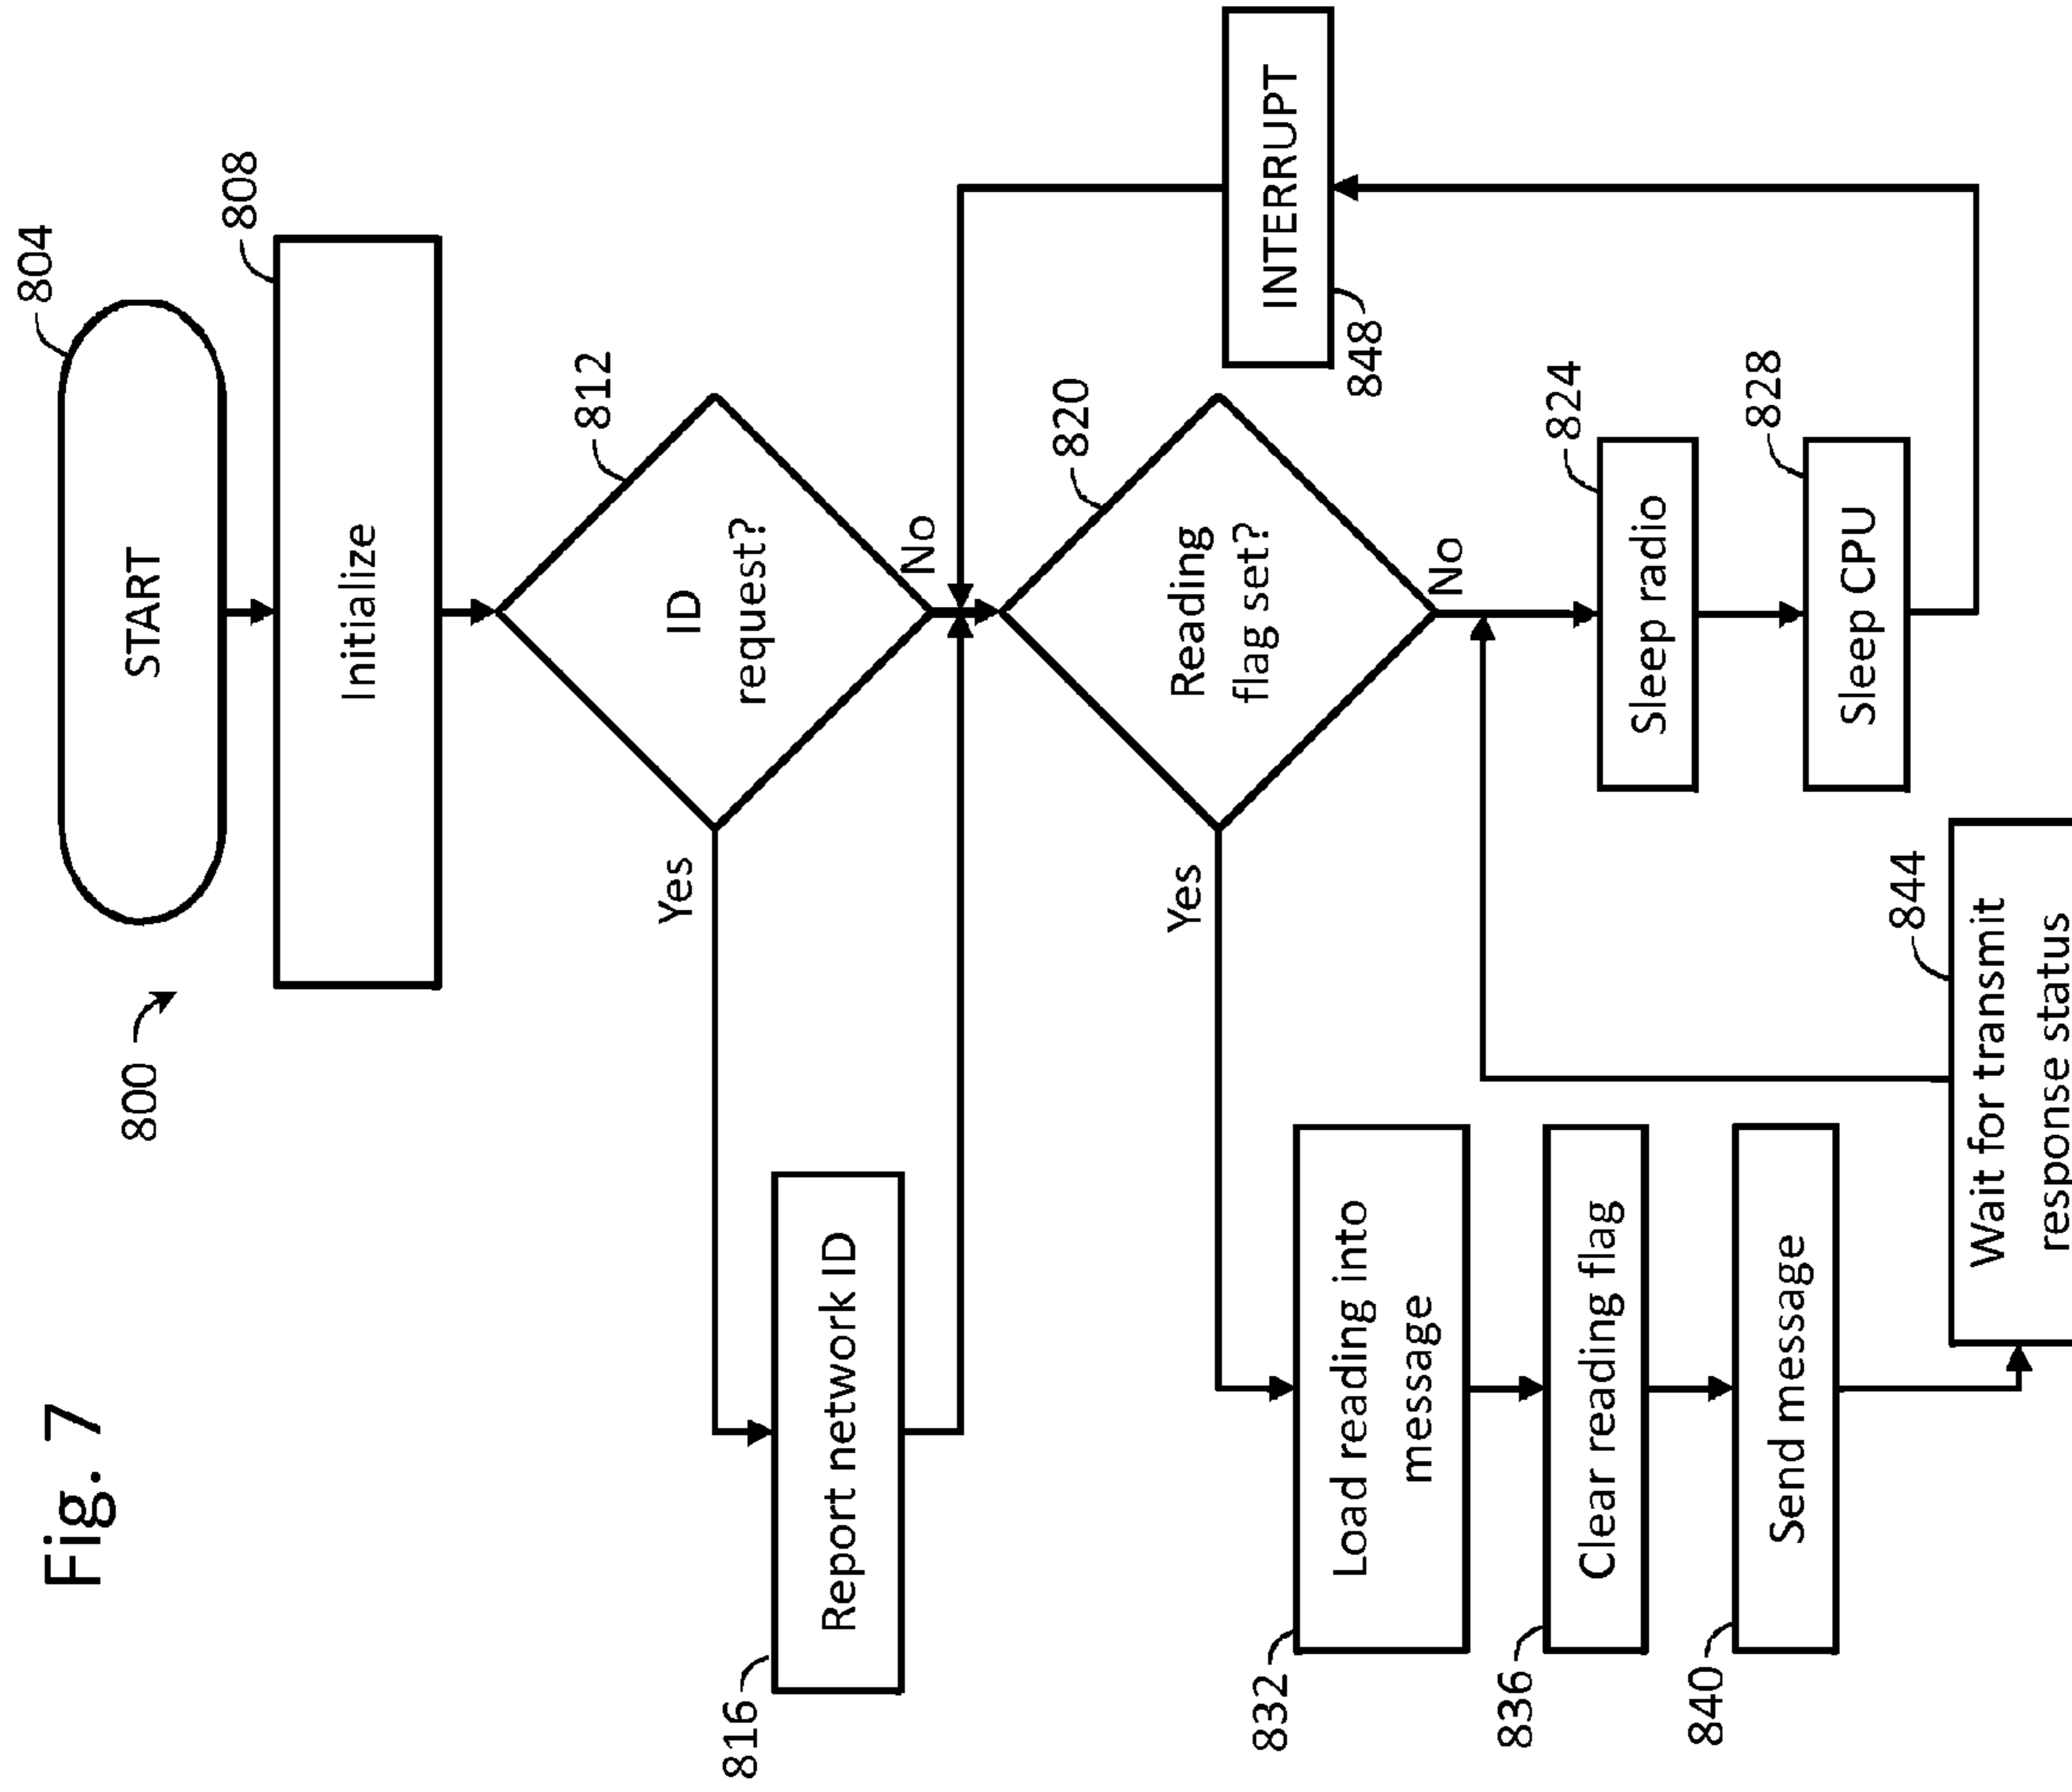 Fig. 7
800
804
START
808
Initialize
812
ID
request?
Yes
No
816
Report network ID
820
Reading
flag set?
Yes
No
INTERRUPT
848
832
Load reading into
message
836
Clear reading flag
840
Send message
844
Wait for transmit
response status
824
Sleep radio
828
Sleep CPU